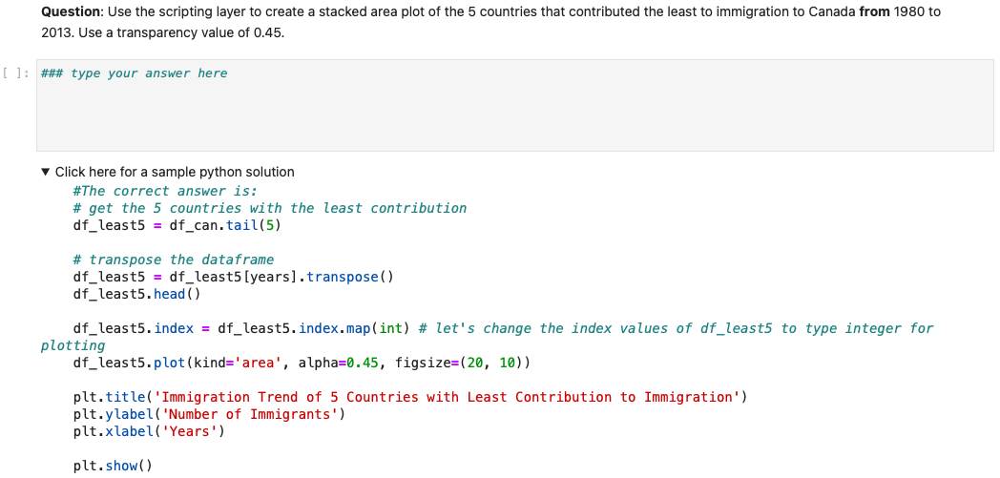 Question: Use the scripting layer to create a stacked area plot of the 5 countries that contributed the least to immigration to Canada from 1980 to
2013. Use a transparency value of 0.45.
[ ]: ### type your answer here
▼ Click here for a sample python solution
#The correct answer is:
# get the 5 countries with the least contribution
df_least5 = df_can.tail(5)
# transpose the dataframe
df_least5 = df_least5[years].transpose()
df_least5.head()
df_least5.index = df_least5.index.map(int) # let's change the index values of df_least5 to type integer for
plotting
df_least5.plot(kind='area', alpha=0.45, figsize=(20, 10))
plt.title('Immigration Trend of 5 Countries with Least Contribution to Immigration')
plt.ylabel('Number of Immigrants')
plt.xlabel('Years')
plt.show()